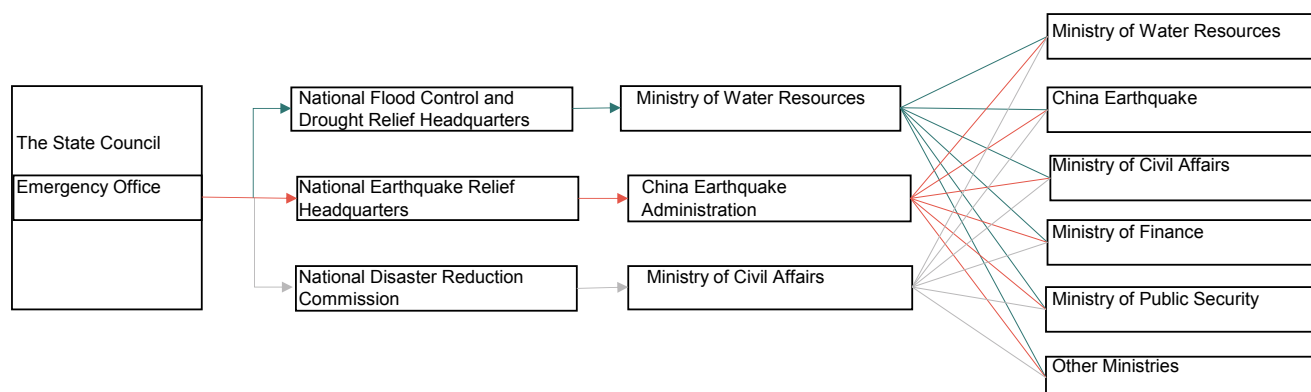 The State Council
Emergency Office
National Flood Control and
Drought Relief Headquarters
National Earthquake Relief
Headquarters
National Disaster Reduction
Commission
Ministry of Water Resources
China Earthquake
Administration
Ministry of Civil Affairs
Ministry of Water Resources
China Earthquake
Ministry of Civil Affairs
Ministry of Finance
Ministry of Public Security
Other Ministries